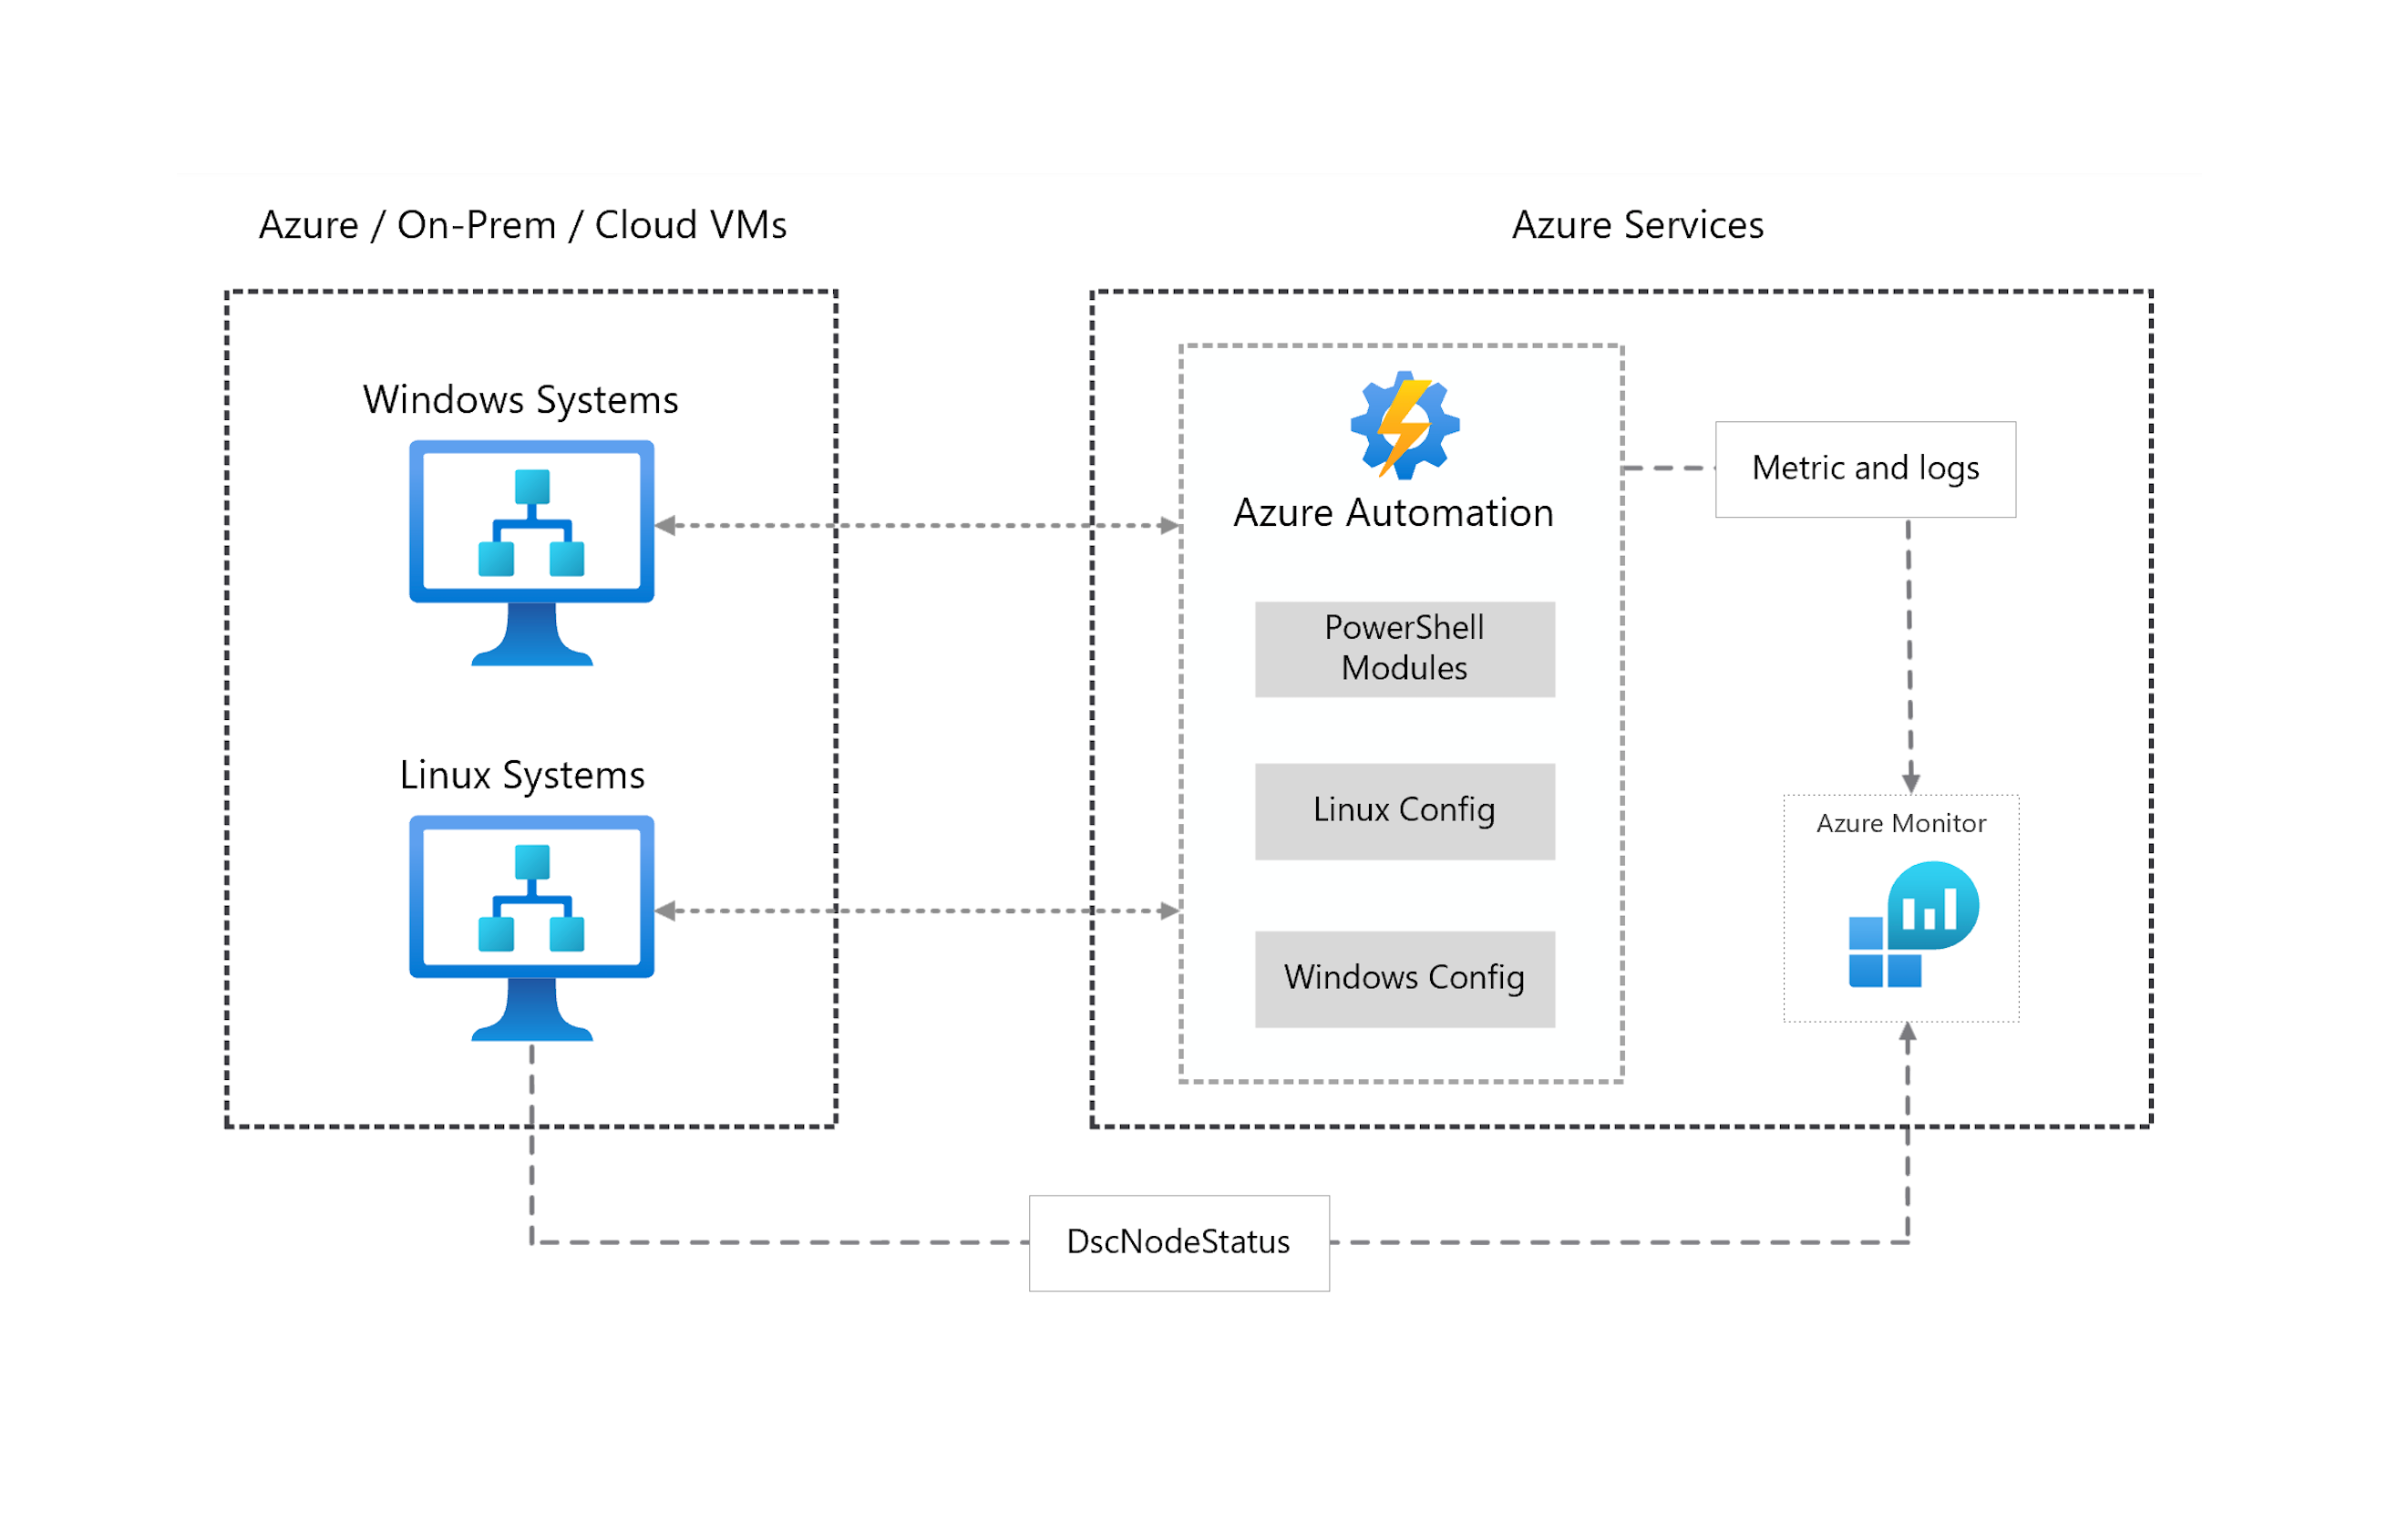 Azure / On-Prem / Cloud VMs
Azure Services
Windows Systems
Linux Systems
Azure Automation
PowerShell
Modules
Linux Config
Windows Config
Metric and logs
Azure Monitor
DscNodeStatus